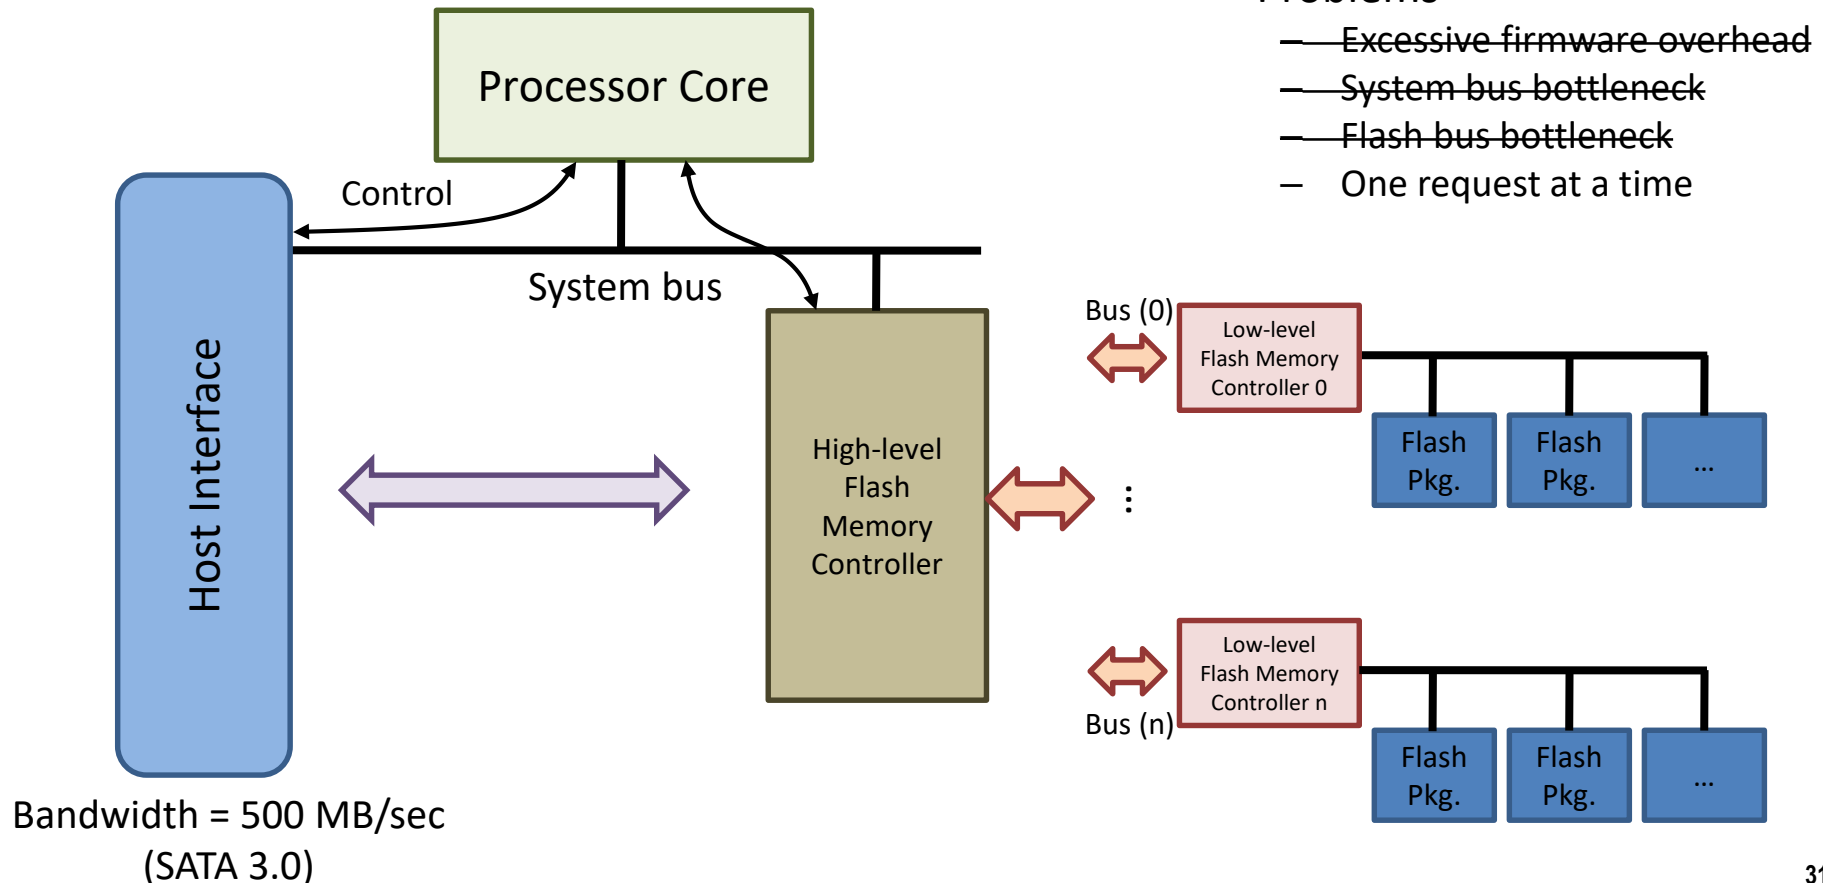 Problems
– Excessive firmware overhead
– System bus bottleneck
– Flash bus bottleneck
– One request at a time
Processor Core
Control
System bus
Host Interface
High-level
Flash
Memory
Controller
Bus (0)
Low-level
Flash Memory
Controller 0
Flash
Pkg.
Flash
Pkg.
...
...
Bus (n)
Low-level
Flash Memory
Controller n
Flash
Pkg.
Flash
Pkg.
...
Bandwidth = 500 MB/sec
(SATA 3.0)
31